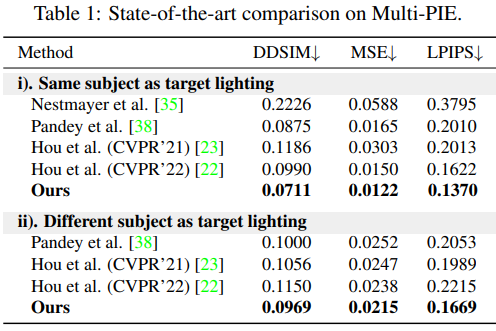 Table 1: State-of-the-art comparison on Multi-PIE.
Method DDSIM↓ MSE↓ LPIPS↓
i). Same subject as target lighting
Nestmeyer et al. [35] 0.2226 0.0588 0.3795
Pandey et al. [38] 0.0875 0.0165 0.2010
Hou et al. (CVPR'21) [23] 0.1186 0.0303 0.2013
Hou et al. (CVPR'22) [22] 0.0990 0.0150 0.1622
Ours 0.0711 0.0122 0.1370
ii). Different subject as target lighting
Pandey et al. [38] 0.1000 0.0252 0.2053
Hou et al. (CVPR'21) [23] 0.1056 0.0247 0.1989
Hou et al. (CVPR'22) [22] 0.1150 0.0238 0.2215
Ours 0.0969 0.0215 0.1669